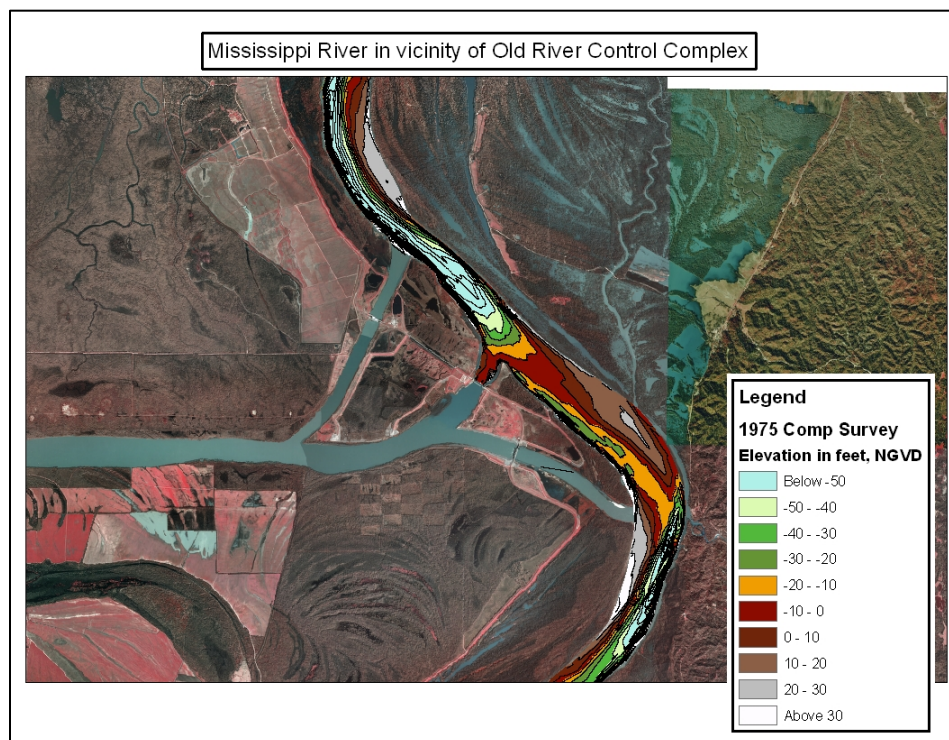 Mississippi River in vicinity of Old River Control Complex
Legend
1975 Comp Survey
Elevation in feet, NGVD
Below -50
-50 - -40
-40 - -30
-30 - -20
-20 - -10
-10 - 0
0 - 10
10 - 20
20 - 30
Above 30